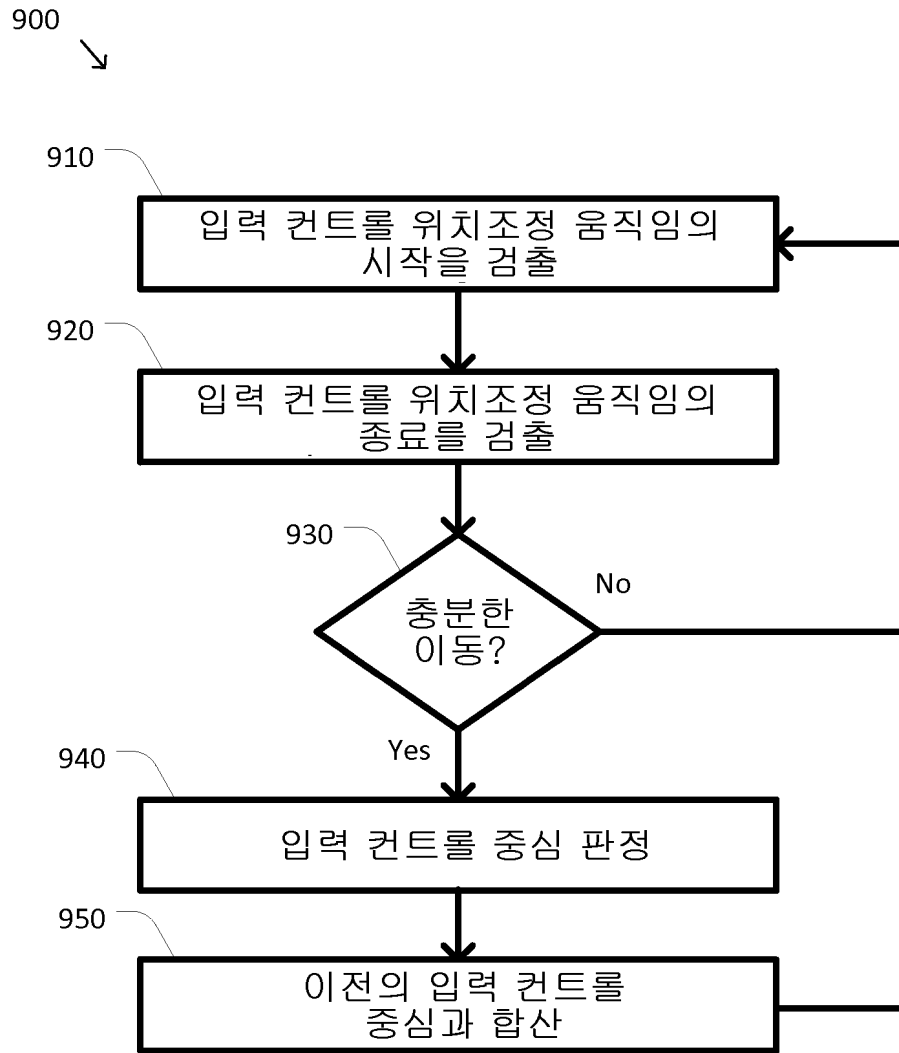 900
910
입력 컨트롤 위치조정 움직임의
시작을 검출
920
입력 컨트롤 위치조정 움직임의
종료를 검출
930
충분한
이동?
No
Yes
940
입력 컨트롤 중심 판정
950
이전의 입력 컨트롤
중심과 합산